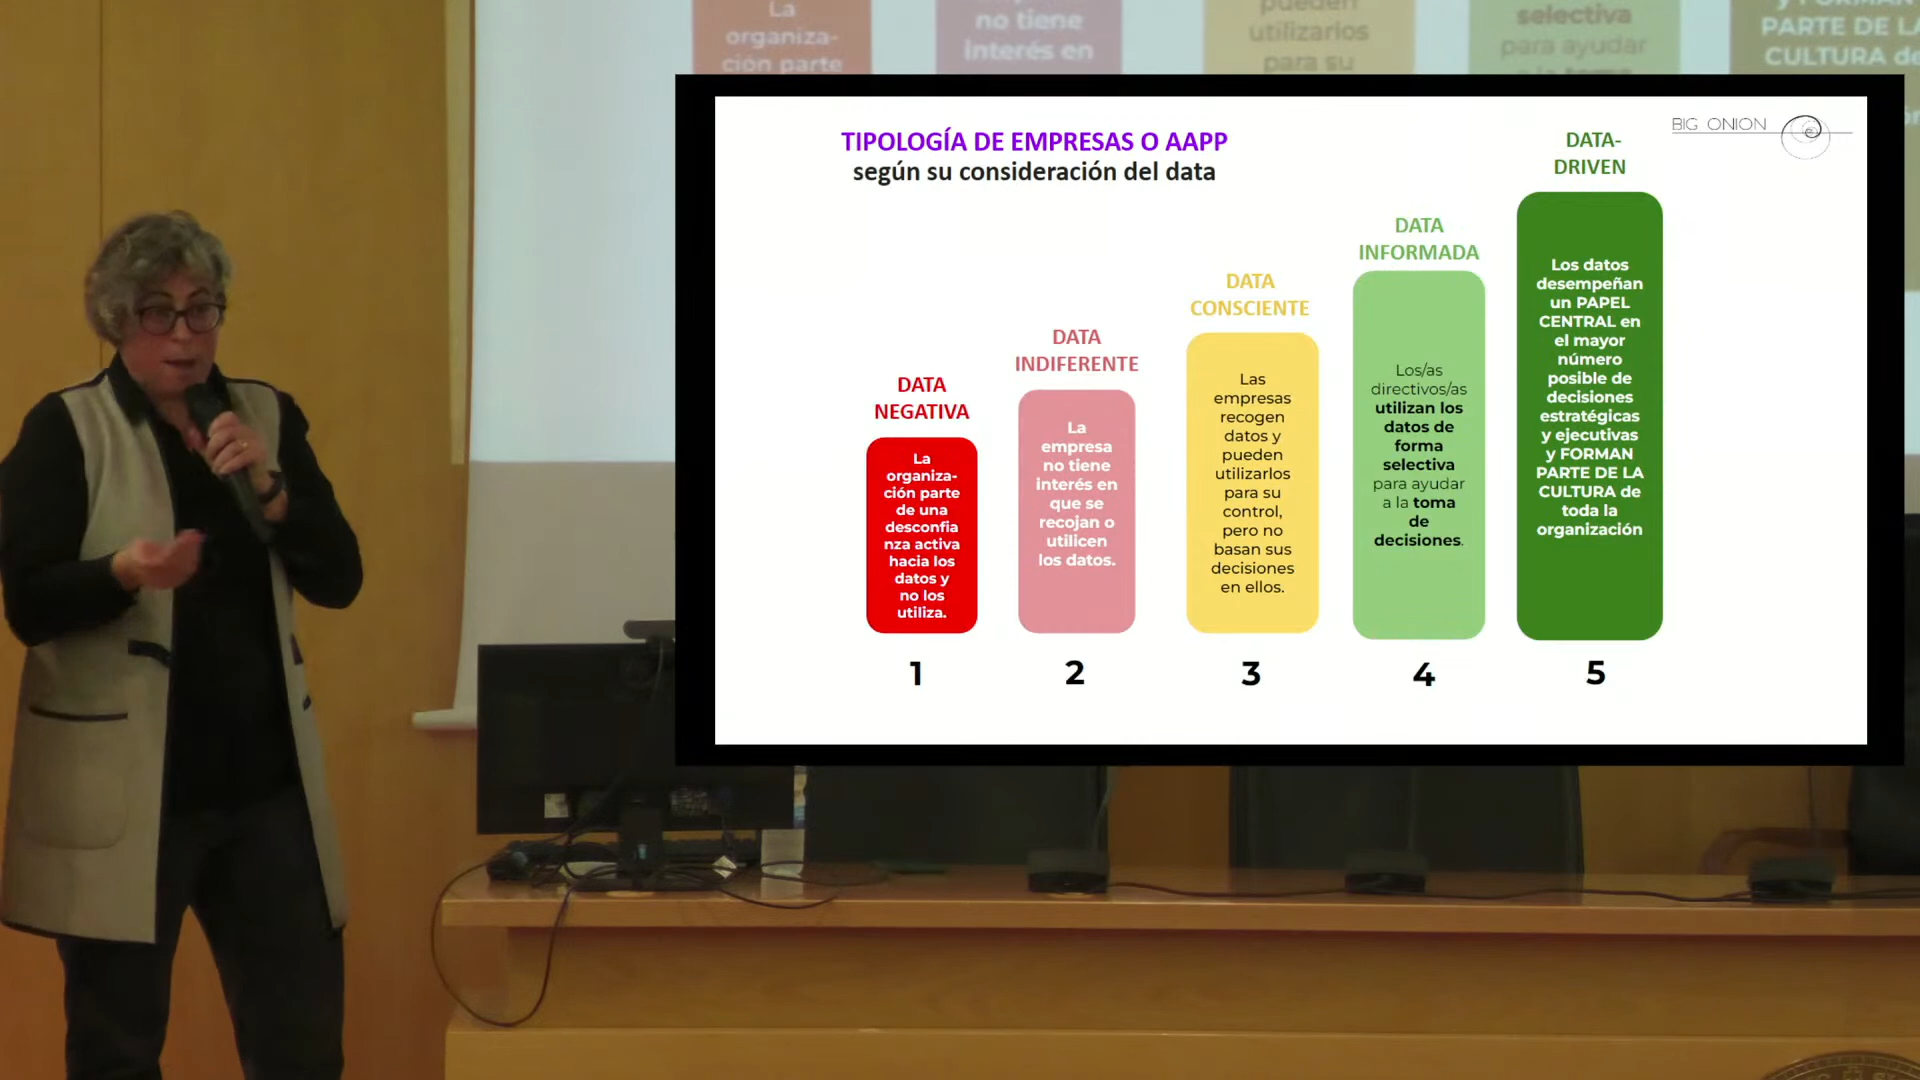 La
organiza-
ción parte
no tiene
interés en
pueden
utilizarlos
para su
selectiva
para ayudar
y FORMAN
PARTE DE LA
CULTURA de
TIPOLOGÍA DE EMPRESAS O AAPP
según su consideración del data
BIG ONION
DATA
NEGATIVA
La
organiza-
ción parte
de una
desconfia
nza activa
hacia los
datos y
no los
utiliza.
1
DATA
INDIFERENTE
La
empresa
no tiene
interés en
que se
recojan o
utilicen
los datos.
2
DATA
CONSCIENTE
Las
empresas
recogen
datos y
pueden
utilizarlos
para su
control,
pero no
basan sus
decisiones
en ellos.
3
DATA
INFORMADA
Los/as
directivos/as
utilizan los
datos de
forma
selectiva
para ayudar
a la toma
de
decisiones.
4
DATA-
DRIVEN
Los datos
desempeñan
un PAPEL
CENTRAL en
el mayor
número
posible de
decisiones
estratégicas
y ejecutivas
y FORMAN
PARTE DE LA
CULTURA de
toda la
organización
5